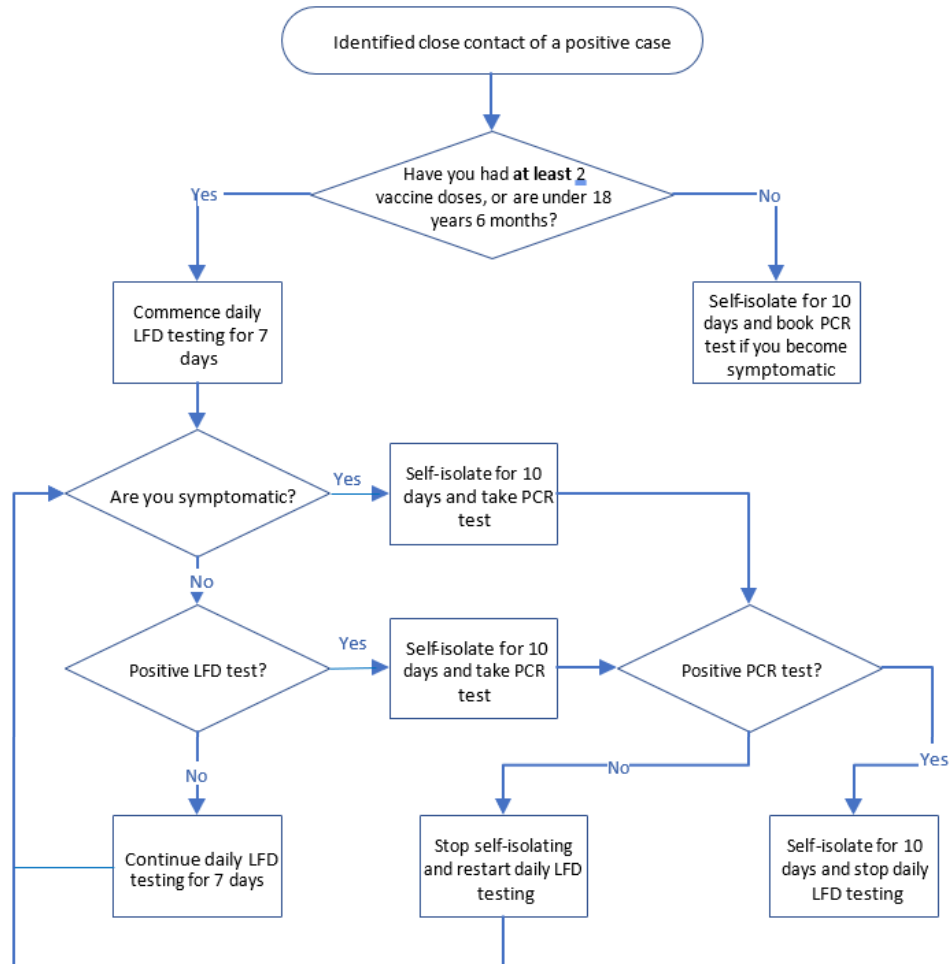 Identified close contact of a positive case
Have you had at least 2
vaccine doses, or are under 18
years 6 months?
Yes
No
Commence daily
LFD testing for 7
days
Self-isolate for 10
days and book PCR
test if you become
symptomatic
Are you symptomatic?
Yes
Self-isolate for 10
days and take PCR
test
No
Positive LFD test?
Yes
Self-isolate for 10
days and take PCR
test
Positive PCR test?
No
No
Yes
Continue daily LFD
testing for 7 days
Stop self-isolating
and restart daily LFD
testing
Self-isolate for 10
days and stop daily
LFD testing